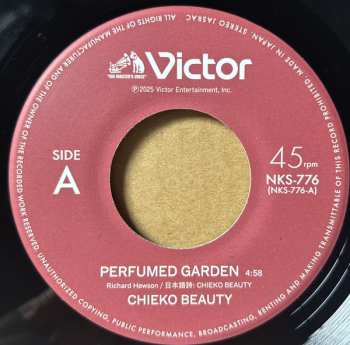 ALL RIGHTS OF THE MANUFACTURER AND OF THE OWNER OF THE RECORDED WORK RESERVED. UNAUTHORIZED COPYING, PUBLIC PERFORMANCE, BROADCASTING, RENTING AND MAKING TRANSMITTABLE OF THIS RECORD PROHIBITED. MADE IN JAPAN. STEREO JASRAC
"HIS MASTER'S VOICE"
Victor
Ⓟ2025 Victor Entertainment, Inc.
SIDE
A
45rpm
NKS-776
(NKS-776-A)
PERFUMED GARDEN 4:58
Richard Hewson / 日本語詞: CHIEKO BEAUTY
CHIEKO BEAUTY